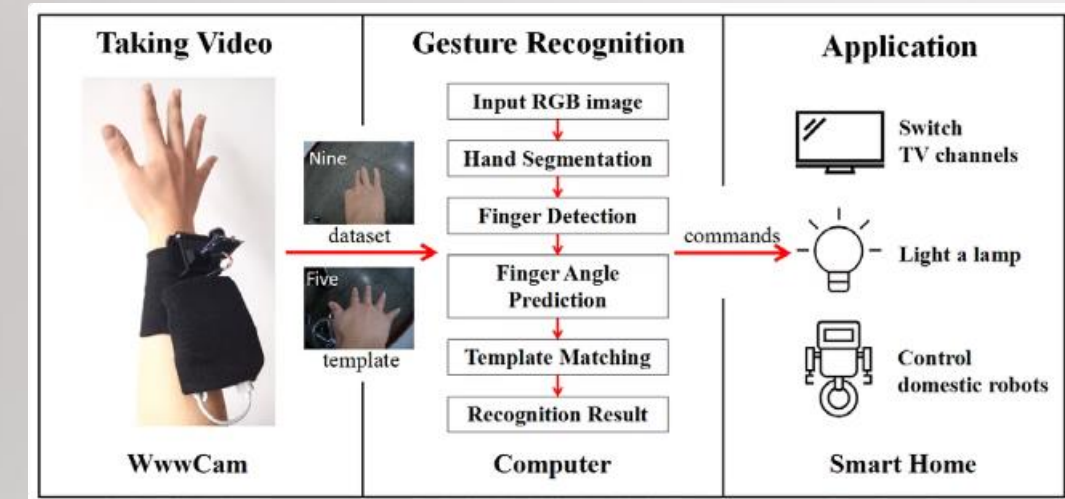 Taking Video
Nine
dataset
Five
template
WwwCam
Gesture Recognition
Input RGB image
Hand Segmentation
Finger Detection
Finger Angle
Prediction
Template Matching
Recognition Result
Computer
commands
Application
Switch
TV channels
Light a lamp
Control
domestic robots
Smart Home